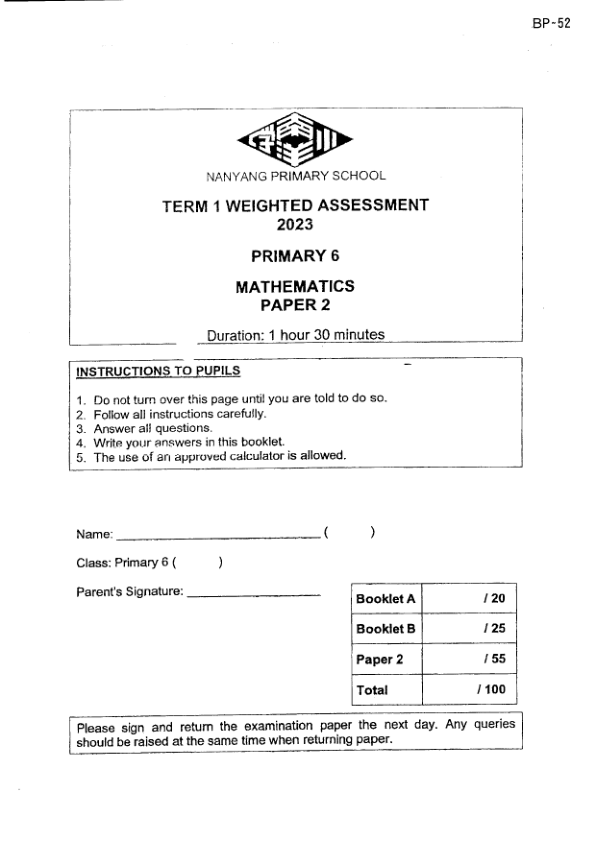 BP-52
NANYANG PRIMARY SCHOOL
TERM 1 WEIGHTED ASSESSMENT
2023
PRIMARY 6
MATHEMATICS
PAPER 2
Duration: 1 hour 30 minutes
INSTRUCTIONS TO PUPILS
1. Do not turn over this page until you are told to do so.
2. Follow all instructions carefully.
3. Answer all questions.
4. Write your answers in this booklet.
5. The use of an approved calculator is allowed.
Name: ______________________________ ( )
Class: Primary 6 ( )
Parent's Signature: ____________________
Booklet A / 20
Booklet B / 25
Paper 2 / 55
Total / 100
Please sign and return the examination paper the next day. Any queries
should be raised at the same time when returning paper.